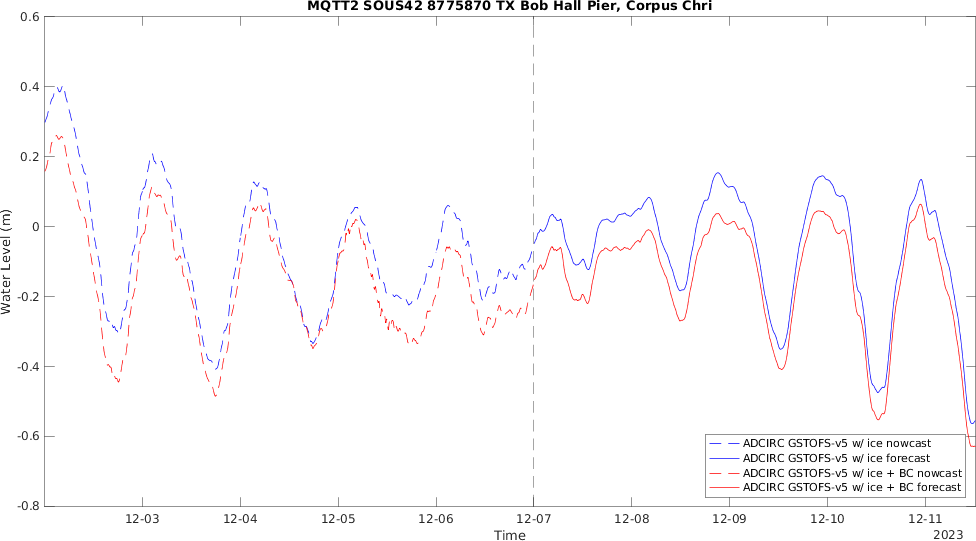 MQTT2 SOUS42 8775870 TX Bob Hall Pier, Corpus Chri
0.6
0.4
0.2
0
-0.2
-0.4
-0.6
-0.8
Water Level (m)
12-03 12-04 12-05 12-06 12-07 12-08 12-09 12-10 12-11
Time
2023
ADCIRC GSTOFS-v5 w/ ice nowcast
ADCIRC GSTOFS-v5 w/ ice forecast
ADCIRC GSTOFS-v5 w/ ice + BC nowcast
ADCIRC GSTOFS-v5 w/ ice + BC forecast